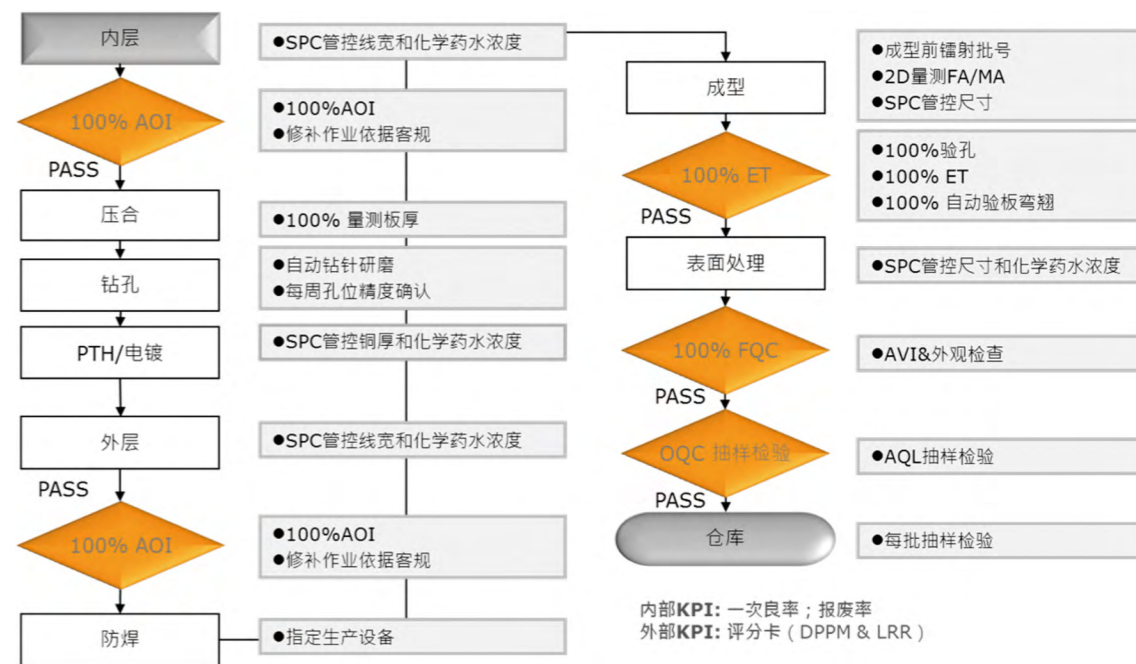 内层
●SPC管控线宽和化学药水浓度
100% AOI
●100%AOI
●修补作业依据客规
PASS
压合
●100% 量测板厚
钻孔
●自动钻针研磨
●每周孔位精度确认
PTH/电镀
●SPC管控铜厚和化学药水浓度
外层
●SPC管控线宽和化学药水浓度
PASS
100% AOI
●100%AOI
●修补作业依据客规
防焊
●指定生产设备
成型
●成型前镭射批号
●2D量测FA/MA
●SPC管控尺寸
100% ET
●100%验孔
●100% ET
●100% 自动验板弯翘
PASS
表面处理
●SPC管控尺寸和化学药水浓度
100% FQC
●AVI&外观检查
PASS
OQC 抽样检验
●AQL抽样检验
PASS
仓库
●每批抽样检验
内部KPI: 一次良率；报废率
外部KPI: 评分卡（DPPM & LRR）